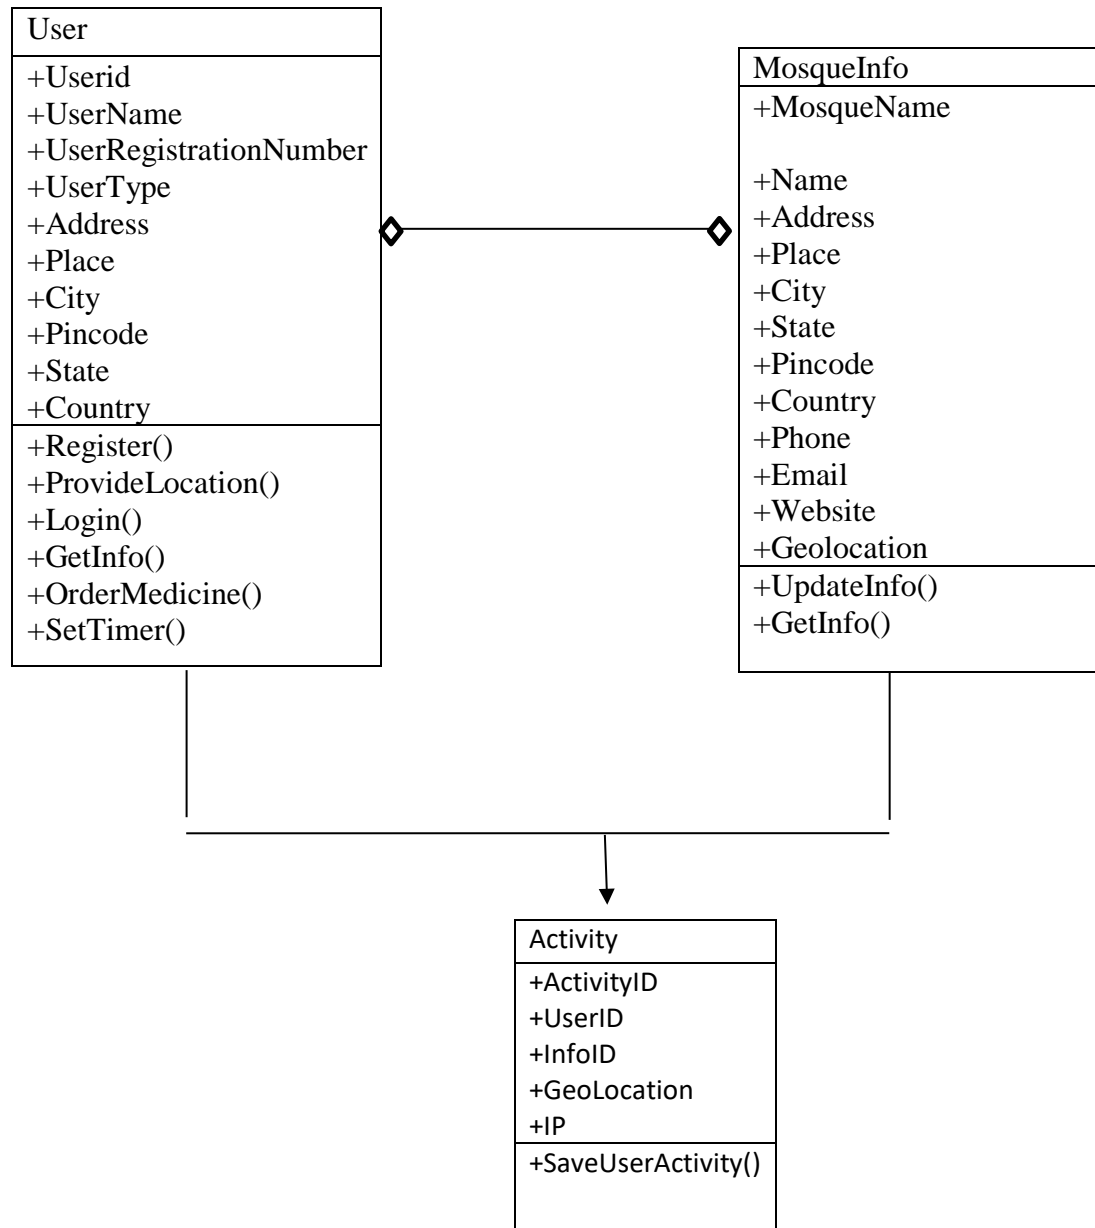 User
+Userid
+UserName
+UserRegistrationNumber
+UserType
+Address
+Place
+City
+Pincode
+State
+Country
+Register()
+ProvideLocation()
+Login()
+GetInfo()
+OrderMedicine()
+SetTimer()
MosqueInfo
+MosqueName
+Name
+Address
+Place
+City
+State
+Pincode
+Country
+Phone
+Email
+Website
+Geolocation
+UpdateInfo()
+GetInfo()
Activity
+ActivityID
+UserID
+InfoID
+GeoLocation
+IP
+SaveUserActivity()